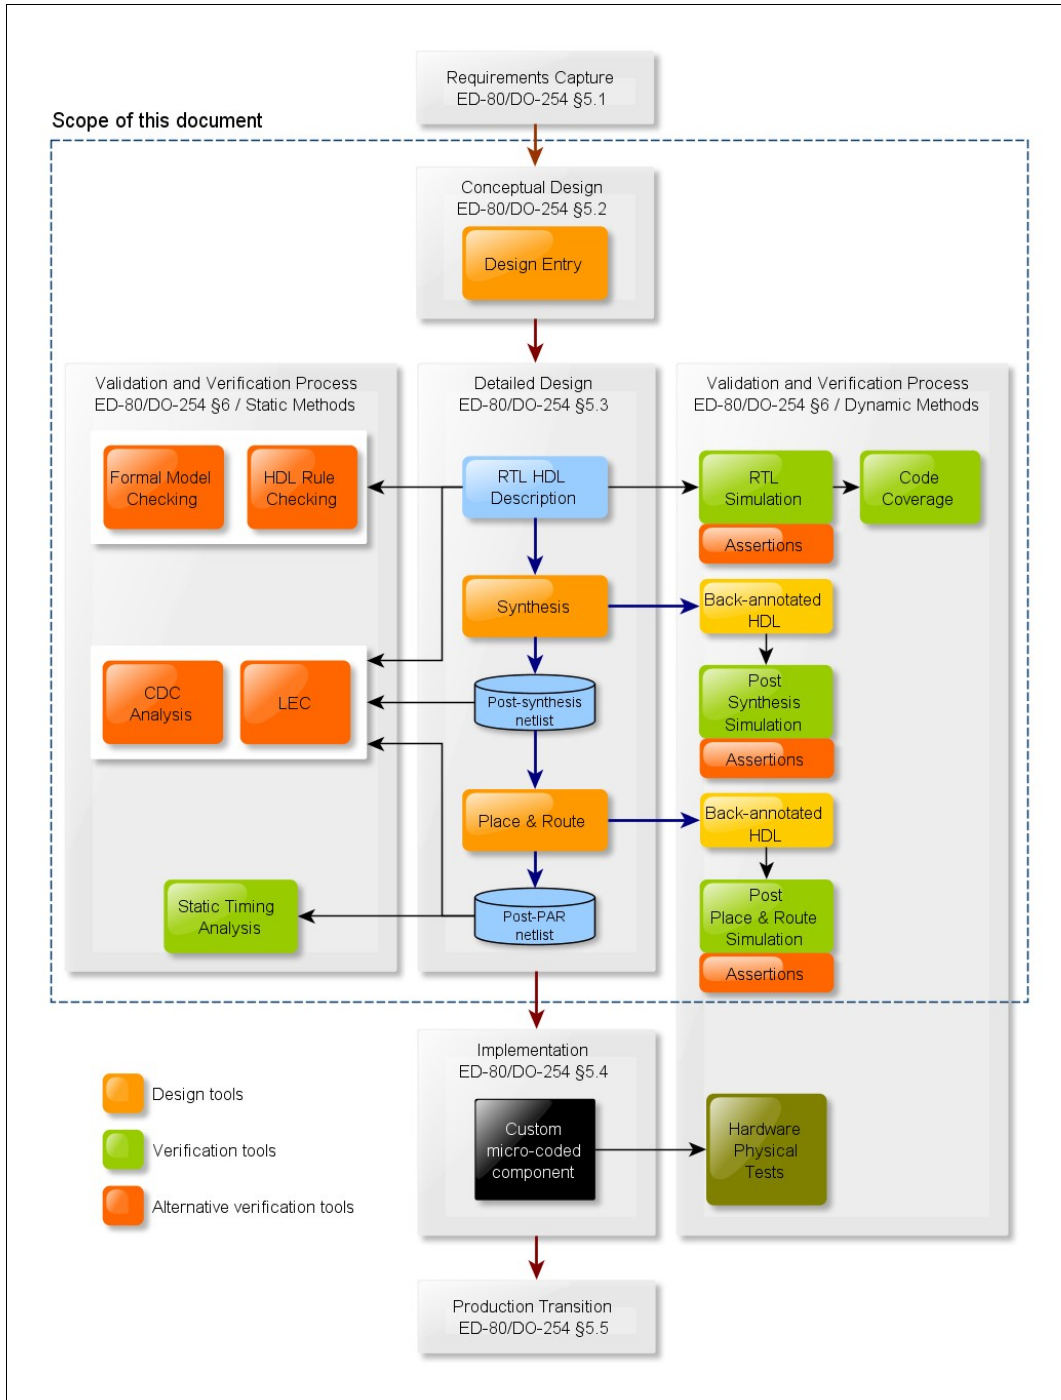 Requirements Capture
ED-80/DO-254 §5.1
Scope of this document
Conceptual Design
ED-80/DO-254 §5.2
Design Entry
Validation and Verification Process
ED-80/DO-254 §6 / Static Methods
Formal Model
Checking
HDL Rule
Checking
CDC
Analysis
LEC
Static Timing
Analysis
Detailed Design
ED-80/DO-254 §5.3
RTL HDL
Description
Synthesis
Post-synthesis
netlist
Place & Route
Post-PAR
netlist
Validation and Verification Process
ED-80/DO-254 §6 / Dynamic Methods
RTL
Simulation
Code
Coverage
Assertions
Back-annotated
HDL
Post
Synthesis
Simulation
Assertions
Back-annotated
HDL
Post
Place & Route
Simulation
Assertions
Implementation
ED-80/DO-254 §5.4
Custom
micro-coded
component
Hardware
Physical
Tests
Design tools
Verification tools
Alternative verification tools
Production Transition
ED-80/DO-254 §5.5